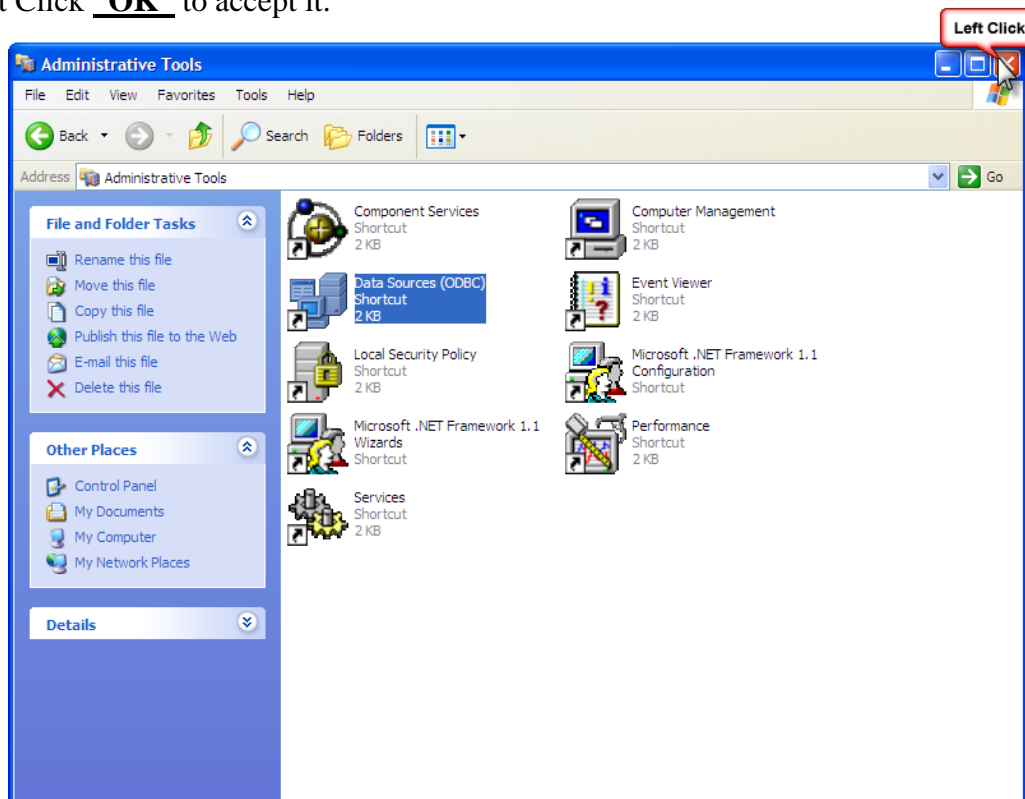 t Click "OK" to accept it.
Left Click
Administrative Tools
File Edit View Favorites Tools Help
Back Search Folders
Address Administrative Tools Go
File and Folder Tasks
Rename this file
Move this file
Copy this file
Publish this file to the Web
E-mail this file
Delete this file
Other Places
Control Panel
My Documents
My Computer
My Network Places
Details
Component Services
Shortcut
2 KB
Computer Management
Shortcut
2 KB
Data Sources (ODBC)
Shortcut
2 KB
Event Viewer
Shortcut
2 KB
Local Security Policy
Shortcut
2 KB
Microsoft .NET Framework 1.1
Configuration
Shortcut
Microsoft .NET Framework 1.1
Wizards
Shortcut
Performance
Shortcut
2 KB
Services
Shortcut
2 KB